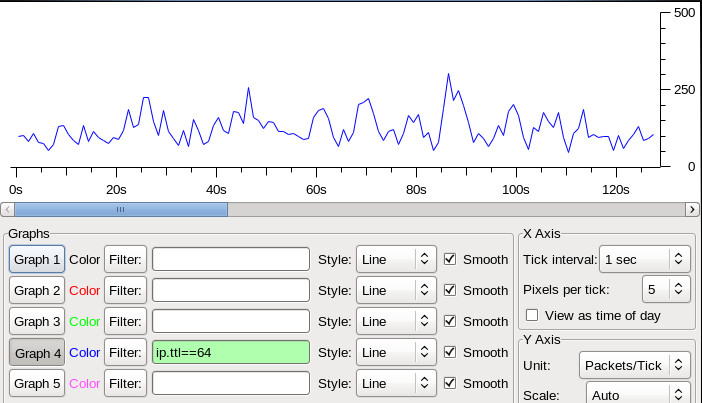 500
250
0
0s 20s 40s 60s 80s 100s 120s
Graphs
Graph 1 Color Filter: Style: Line Smooth
Graph 2 Color Filter: Style: Line Smooth
Graph 3 Color Filter: Style: Line Smooth
Graph 4 Color Filter: ip.ttl==64 Style: Line Smooth
Graph 5 Color Filter: Style: Line Smooth
X Axis
Tick interval: 1 sec
Pixels per tick: 5
View as time of day
Y Axis
Unit: Packets/Tick
Scale: Auto